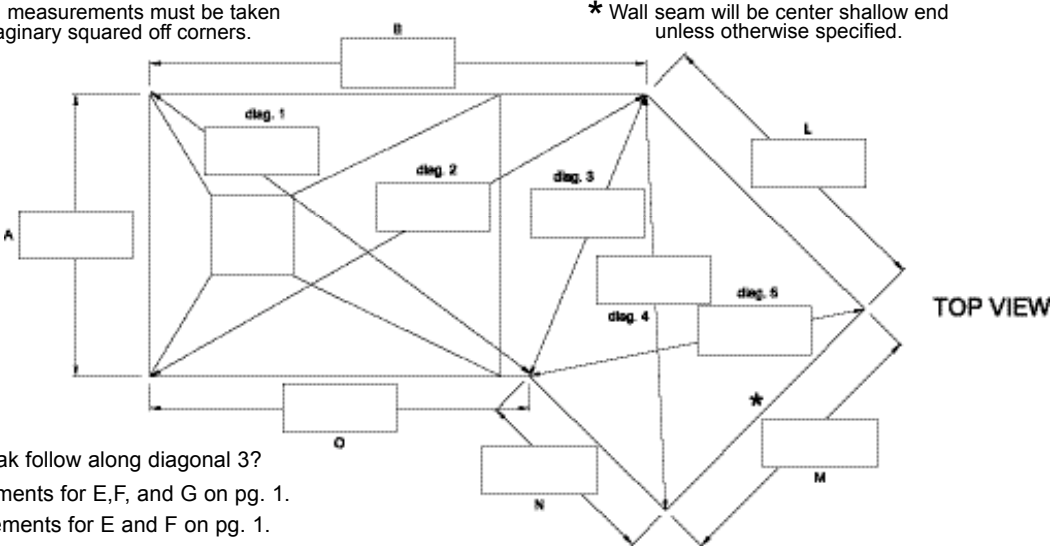 measurements must be taken
aginary squared off corners.
* Wall seam will be center shallow end
unless otherwise specified.
B
diag. 1
L
diag. 2
diag. 3
A
diag. 5
TOP VIEW
diag. 4
*
O
M
N
ak follow along diagonal 3?
ments for E,F, and G on pg. 1.
ements for E and F on pg. 1.